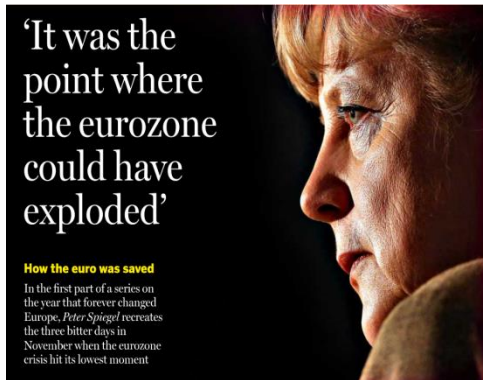 ‘It was the
point where
the eurozone
could have
exploded’
How the euro was saved
In the first part of a series on
the year that forever changed
Europe, Peter Spiegel recreates
the three bitter days in
November when the eurozone
crisis hit its lowest moment